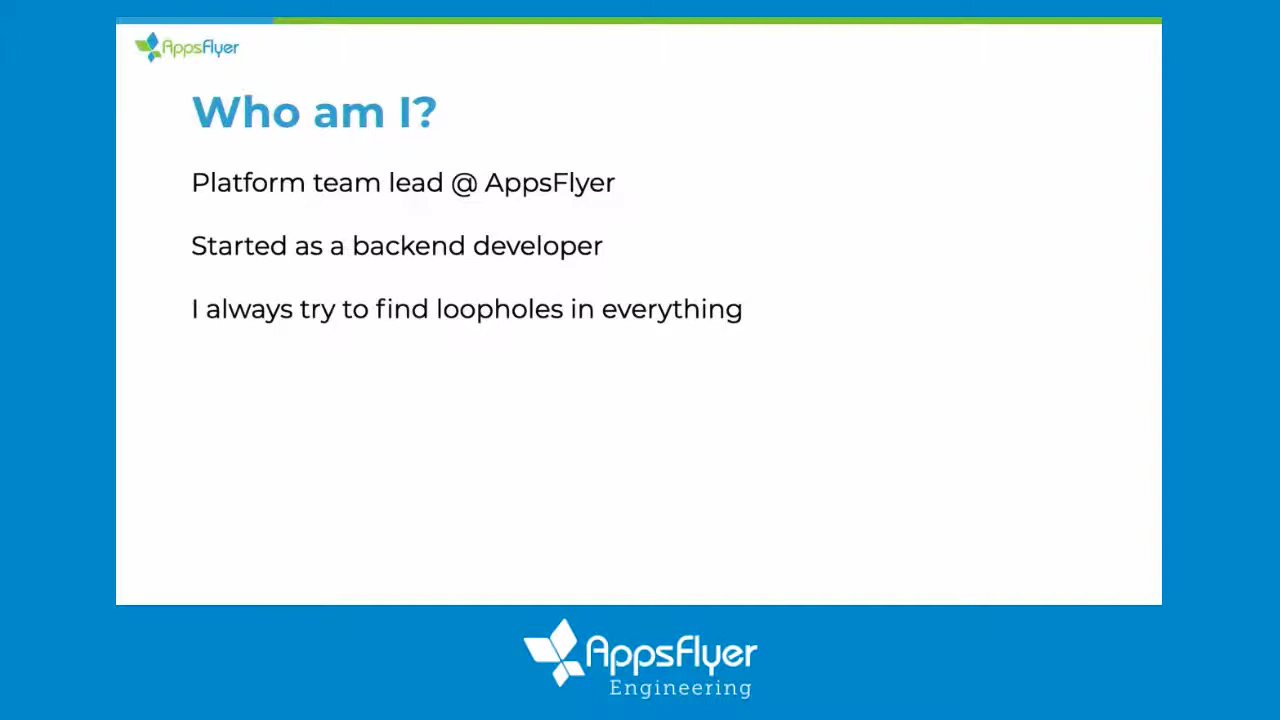 AppsFlyer
Who am I?
Platform team lead @ AppsFlyer
Started as a backend developer
I always try to find loopholes in everything
AppsFlyer
Engineering